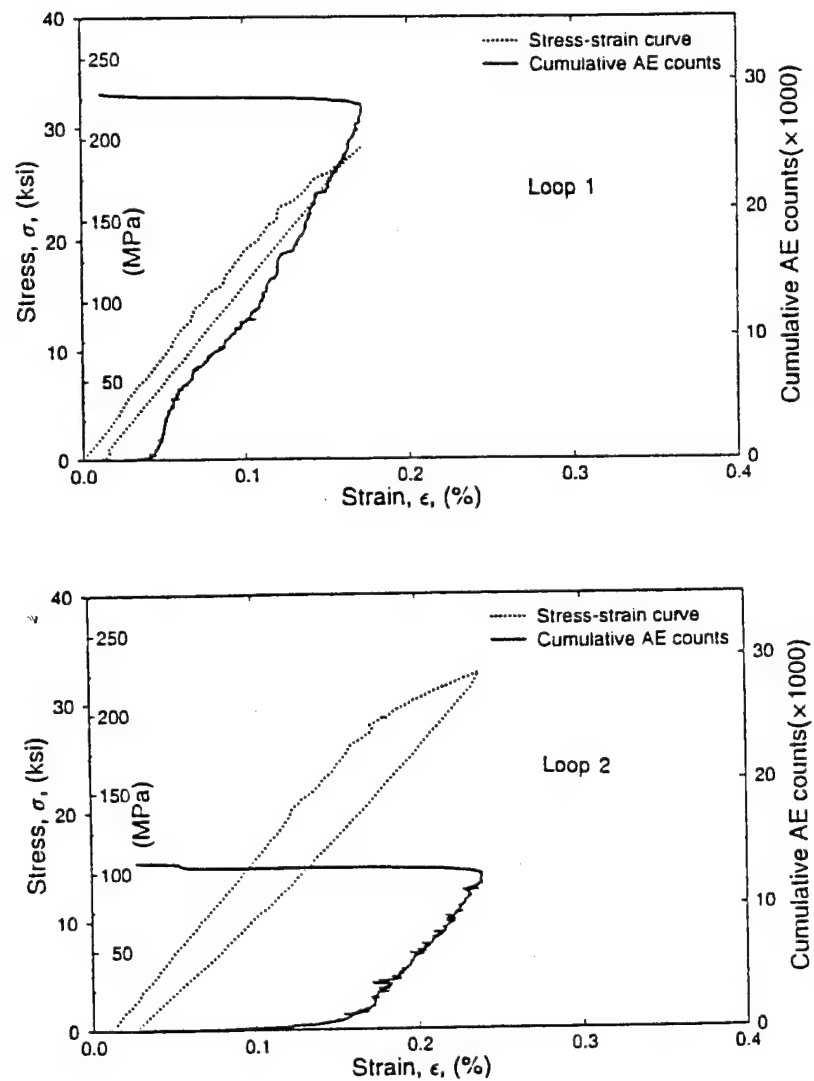 40
30
20
10
0
250
200
150
100
50
Stress, σ, (ksi)
(MPa)
Stress-strain curve
Cumulative AE counts
Loop 1
30
20
10
0
Cumulative AE counts(×1000)
0.0
0.1
0.2
0.3
0.4
Strain, ϵ, (%)
40
30
20
10
0
250
200
150
100
50
Stress, σ, (ksi)
(MPa)
Stress-strain curve
Cumulative AE counts
Loop 2
30
20
10
0
Cumulative AE counts(×1000)
0.0
0.1
0.2
0.3
0.4
Strain, ϵ, (%)